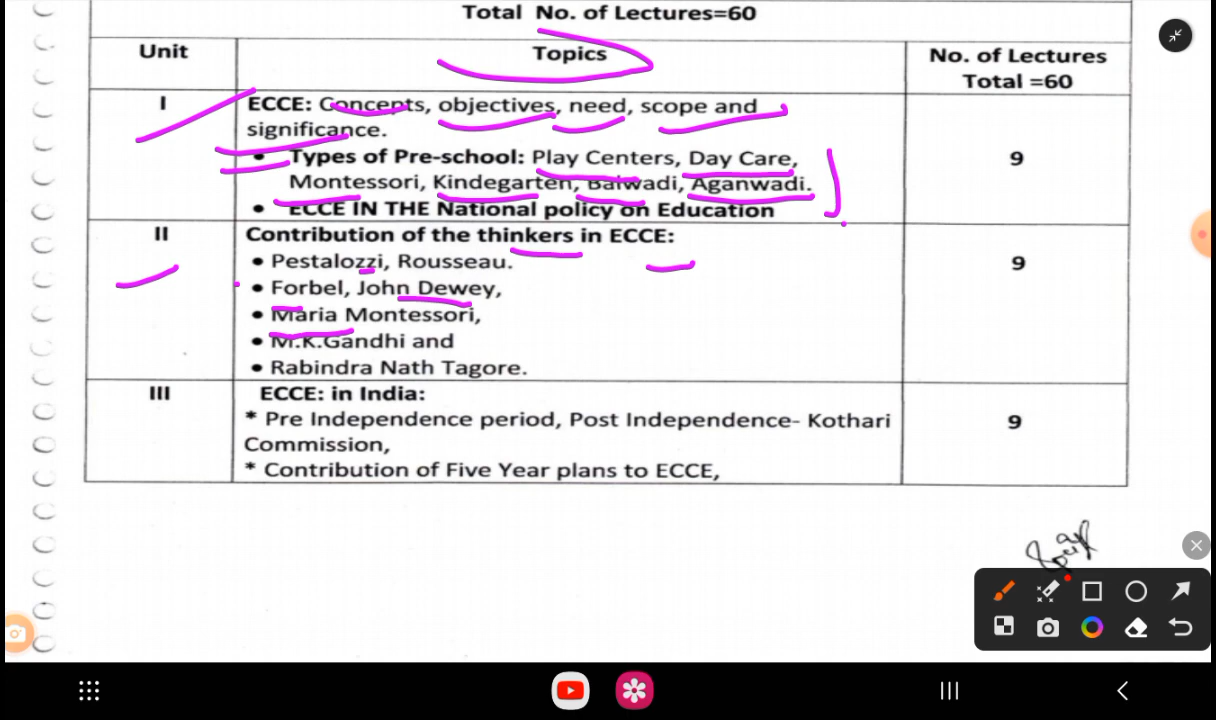 Total No. of Lectures=60
Unit
Topics
No. of Lectures
Total =60
I
ECCE: Concepts, objectives, need, scope and
significance.
• Types of Pre-school: Play Centers, Day Care,
Montessori, Kindegarten, Balwadi, Aganwadi.
• ECCE IN THE National policy on Education
9
II
Contribution of the thinkers in ECCE:
• Pestalozzi, Rousseau.
• Forbel, John Dewey,
• Maria Montessori,
• M.K.Gandhi and
• Rabindra Nath Tagore.
9
III
ECCE: in India:
* Pre Independence period, Post Independence- Kothari
Commission,
* Contribution of Five Year plans to ECCE,
9